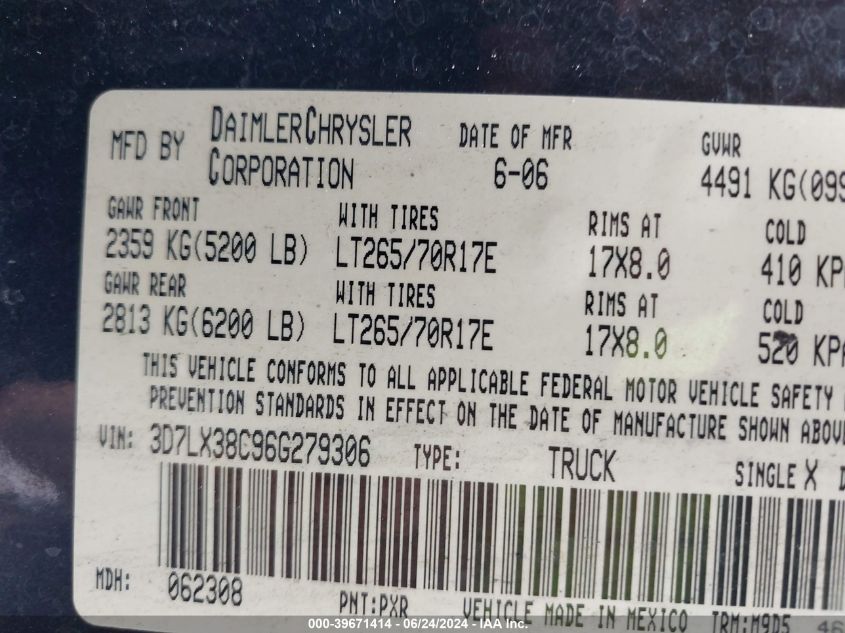 MFD BY DAIMLERCHRYSLER CORPORATION DATE OF MFR 6-06 GVWR 4491 KG(099
GAWR FRONT WITH TIRES RIMS AT COLD
2359 KG(5200 LB) LT265/70R17E 17X8.0 410 KP
GAWR REAR WITH TIRES RIMS AT COLD
2813 KG(6200 LB) LT265/70R17E 17X8.0 520 KPA
THIS VEHICLE CONFORMS TO ALL APPLICABLE FEDERAL MOTOR VEHICLE SAFETY
PREVENTION STANDARDS IN EFFECT ON THE DATE OF MANUFACTURE SHOWN ABOVE
VIN: 3D7LX38C96G279306 TYPE: TRUCK SINGLE X D
MDH: 062308 PNT:PXR VEHICLE MADE IN MEXICO TRM:M9D5 46
000-39671414 - 06/24/2024 - IAA Inc.